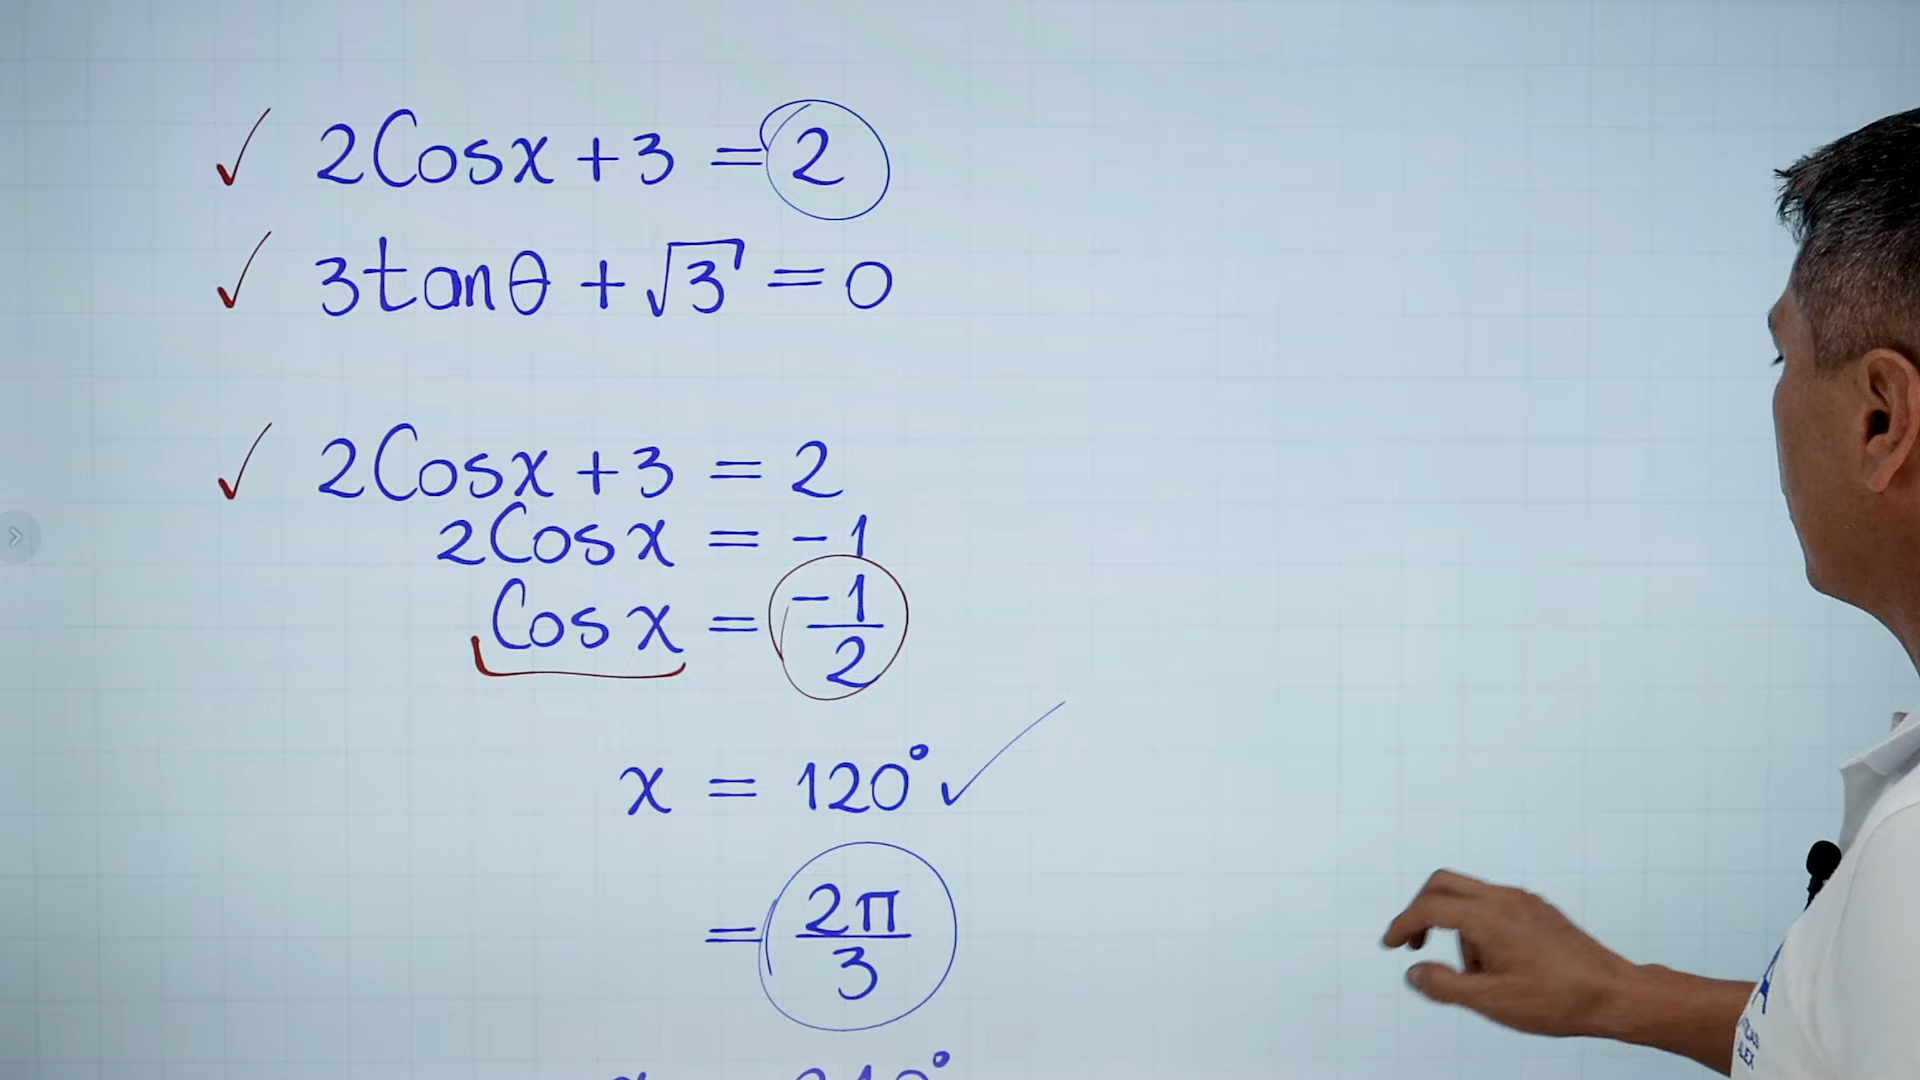 ✓ 2Cosx + 3 = 2
✓ 3tanθ + √3 = 0
✓ 2Cosx + 3 = 2
2Cosx = -1
Cosx = -1/2
x = 120° ✓
= 2π/3